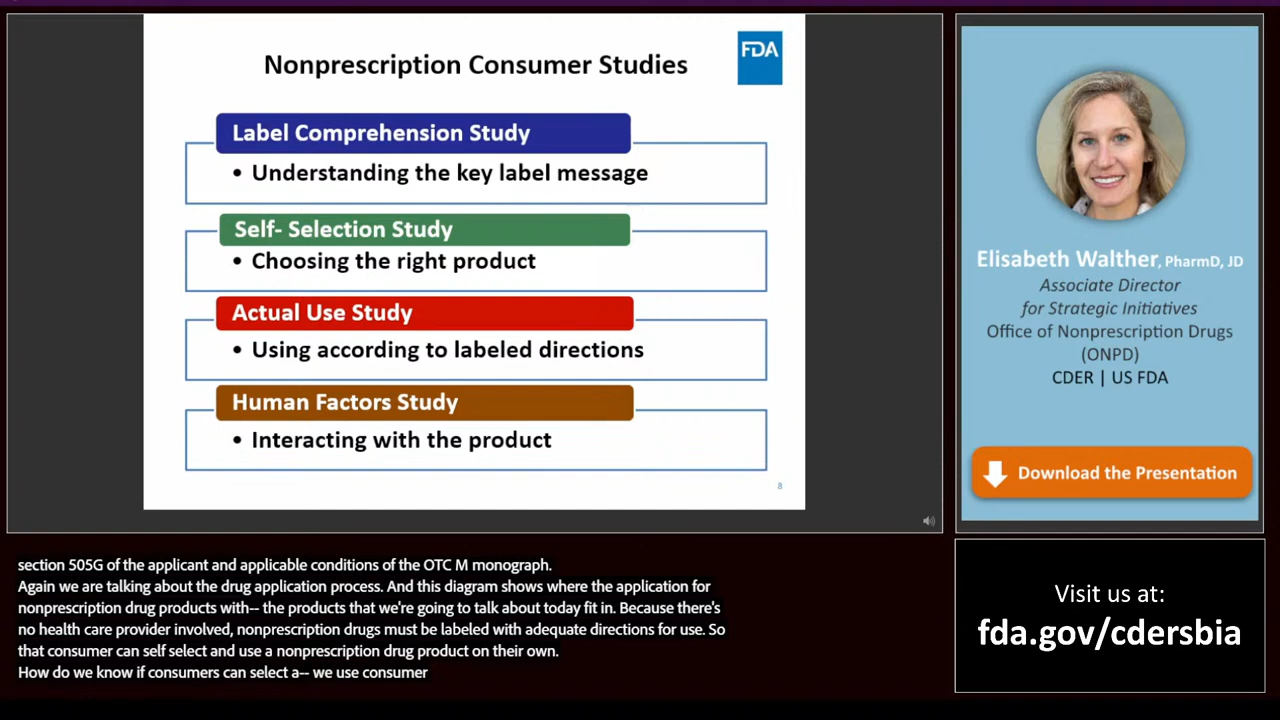 Nonprescription Consumer Studies
FDA
Label Comprehension Study
• Understanding the key label message
Self- Selection Study
• Choosing the right product
Actual Use Study
• Using according to labeled directions
Human Factors Study
• Interacting with the product
8
Elisabeth Walther, PharmD, JD
Associate Director
for Strategic Initiatives
Office of Nonprescription Drugs
(ONPD)
CDER | US FDA
Download the Presentation
section 505G of the applicant and applicable conditions of the OTC M monograph.
Again we are talking about the drug application process. And this diagram shows where the application for
nonprescription drug products with-- the products that we're going to talk about today fit in. Because there's
no health care provider involved, nonprescription drugs must be labeled with adequate directions for use. So
that consumer can self select and use a nonprescription drug product on their own.
How do we know if consumers can select a-- we use consumer
Visit us at:
fda.gov/cdersbia